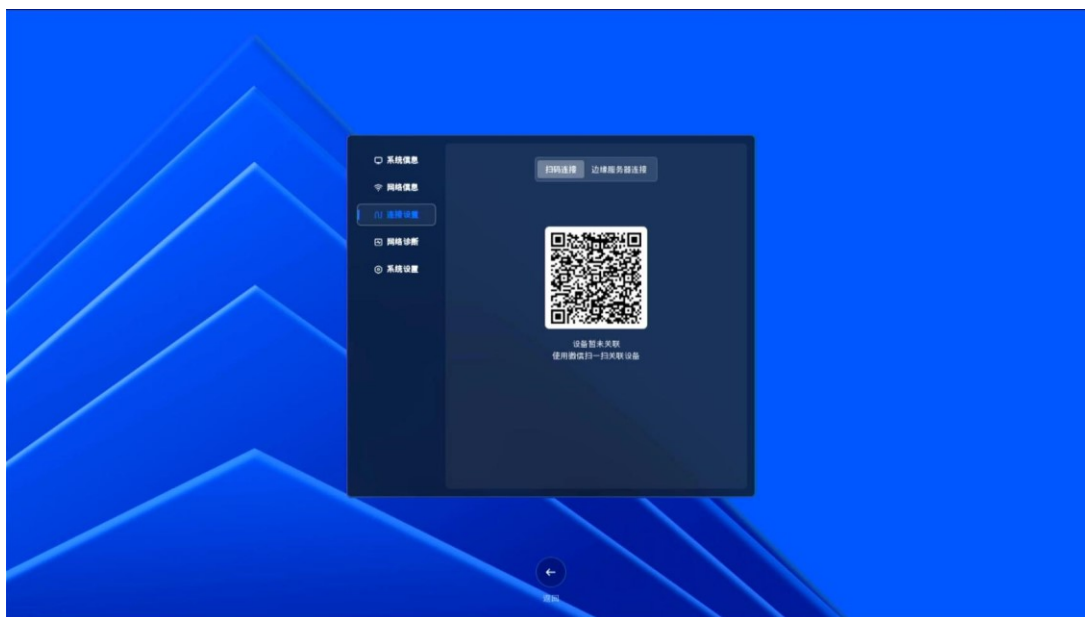 系统信息
网络信息
连接设置
网络诊断
系统设置
扫码连接 边缘服务器连接
设备暂未关联
使用微信扫一扫关联设备
返回